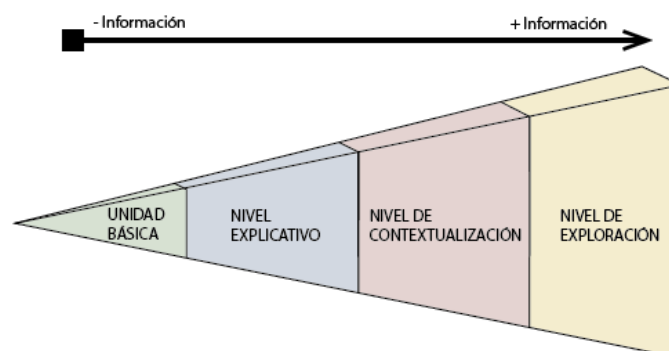 - Información
+ Información
UNIDAD
BÁSICA
NIVEL
EXPLICATIVO
NIVEL DE
CONTEXTUALIZACIÓN
NIVEL DE
EXPLORACIÓN